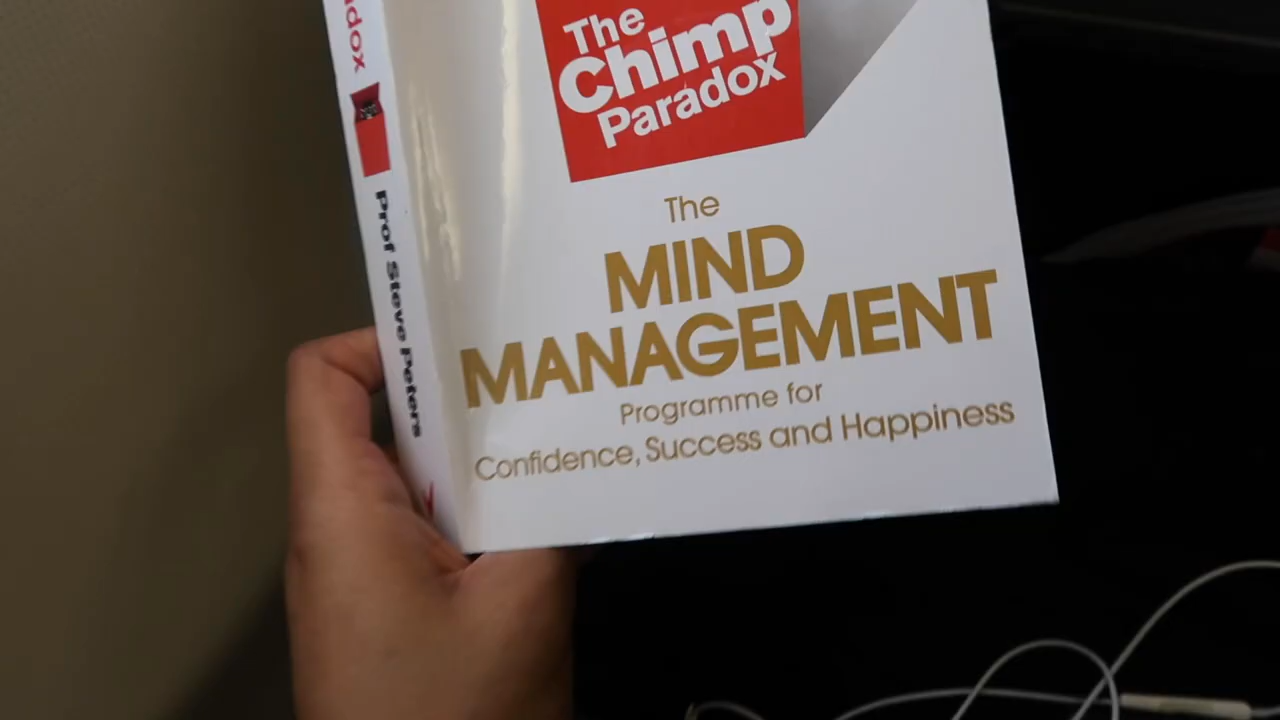 The
Chimp
Paradox
The
MIND
MANAGEMENT
Programme for
Confidence, Success and Happiness
adox
Prof Steve Peters